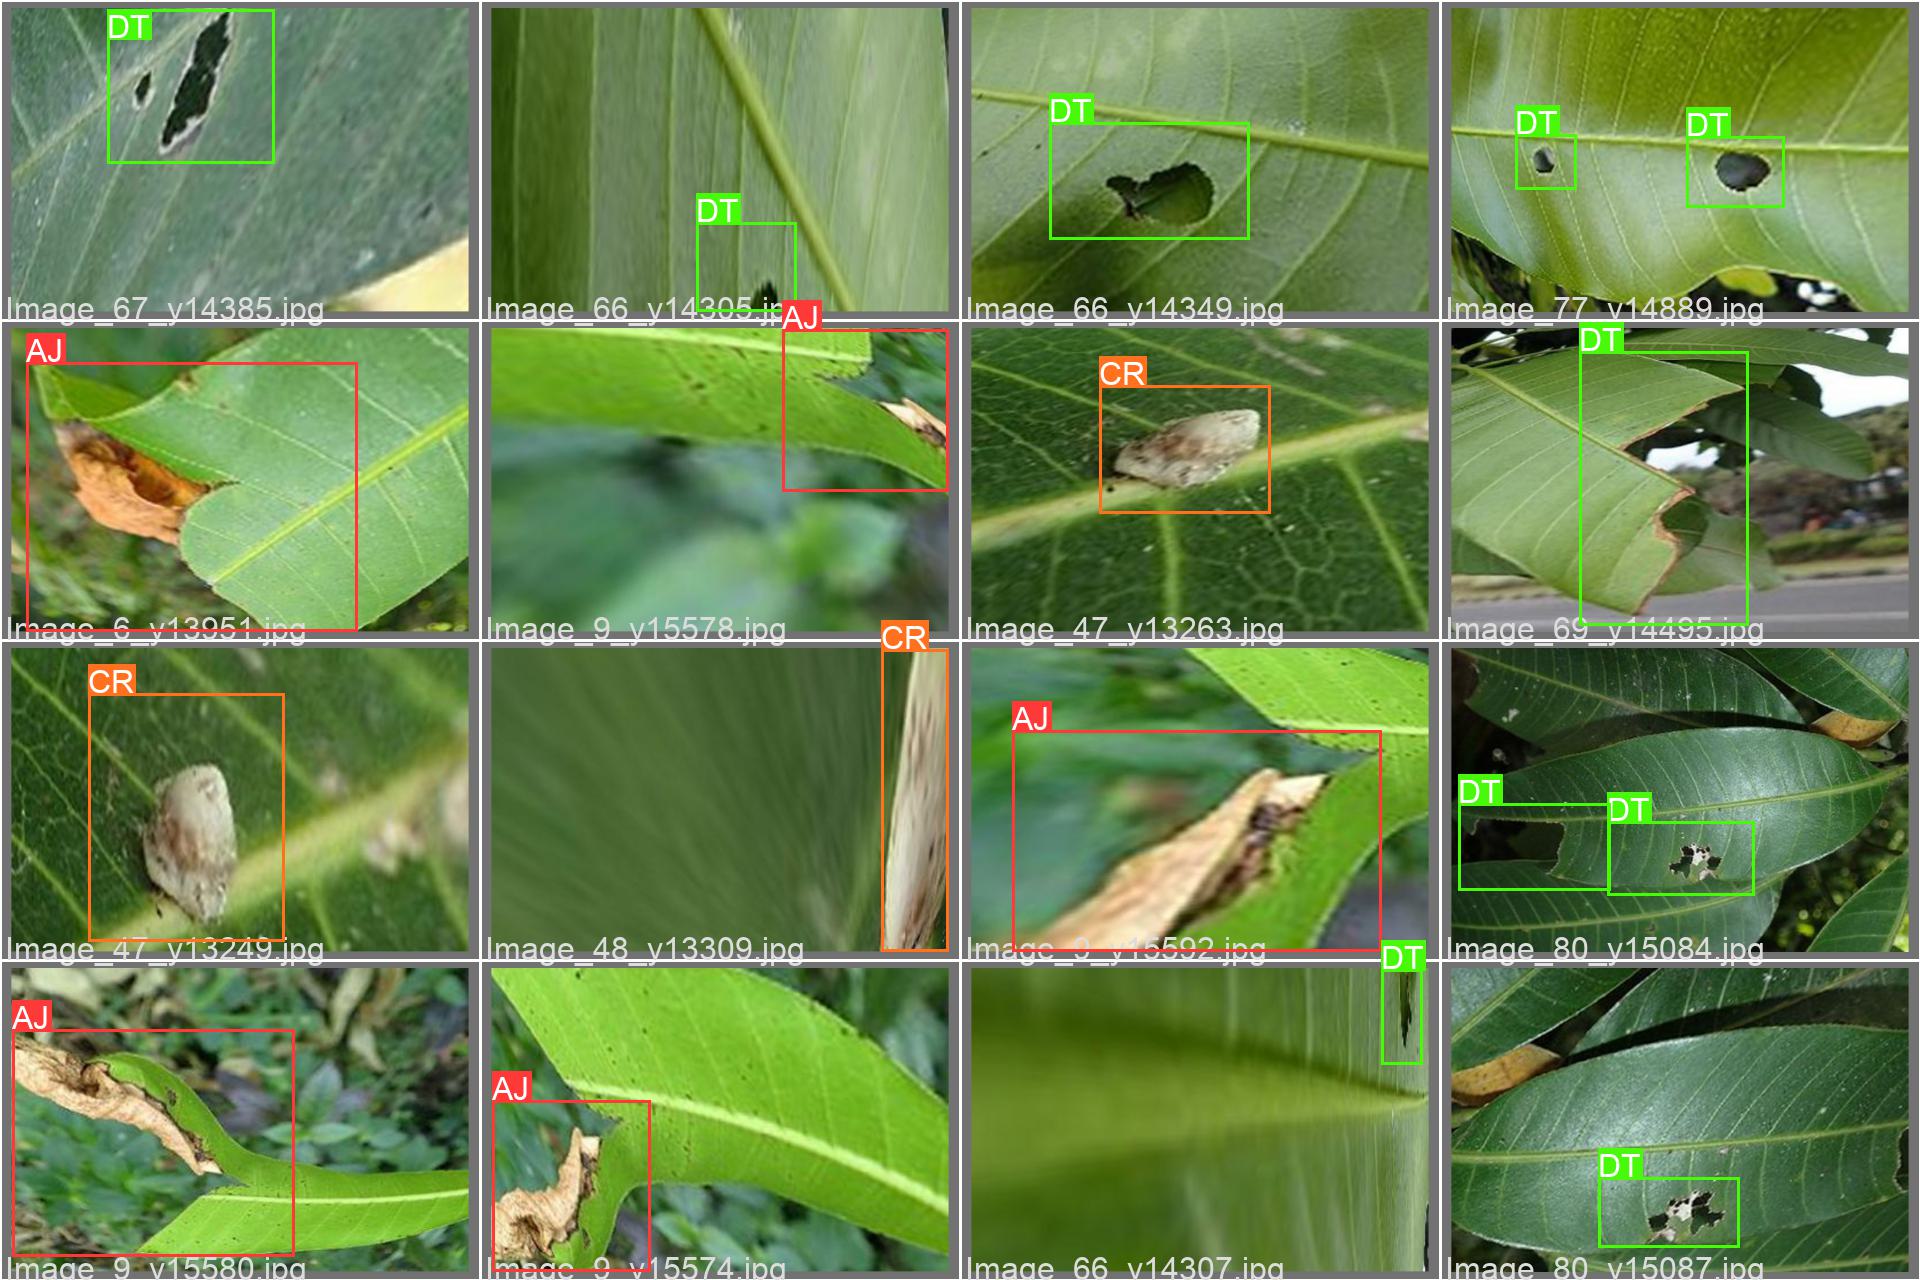 DT
Image_67_y14385.jpg
DT
Image_66_y14305.jpg
DT
Image_66_y14349.jpg
DT
DT
Image_77_y14889.jpg
AJ
Image_6_y13951.jpg
AJ
Image_9_y15578.jpg
CR
Image_47_y13263.jpg
DT
Image_69_y14495.jpg
CR
Image_47_y13249.jpg
CR
Image_48_y13309.jpg
AJ
Image_9_y15592.jpg
DT
DT
Image_80_y15084.jpg
AJ
Image_9_y15580.jpg
AJ
Image_9_y15574.jpg
DT
Image_66_y14307.jpg
DT
Image_80_y15087.jpg